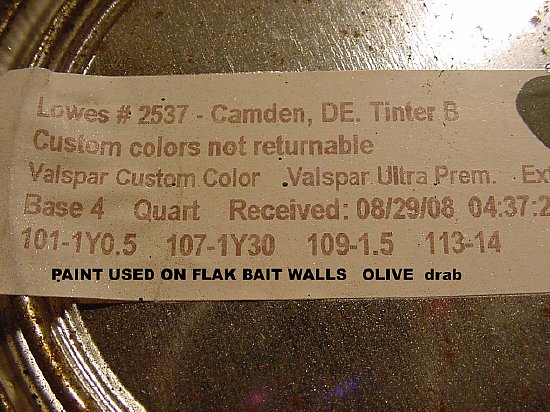 Lowes # 2537 - Camden, DE. Tinter B
Custom colors not returnable
Valspar Custom Color Valspar Ultra Prem. Ex
Base 4 Quart Received: 08/29/08 04:37:2
101-1Y0.5 107-1Y30 109-1.5 113-14
PAINT USED ON FLAK BAIT WALLS OLIVE drab